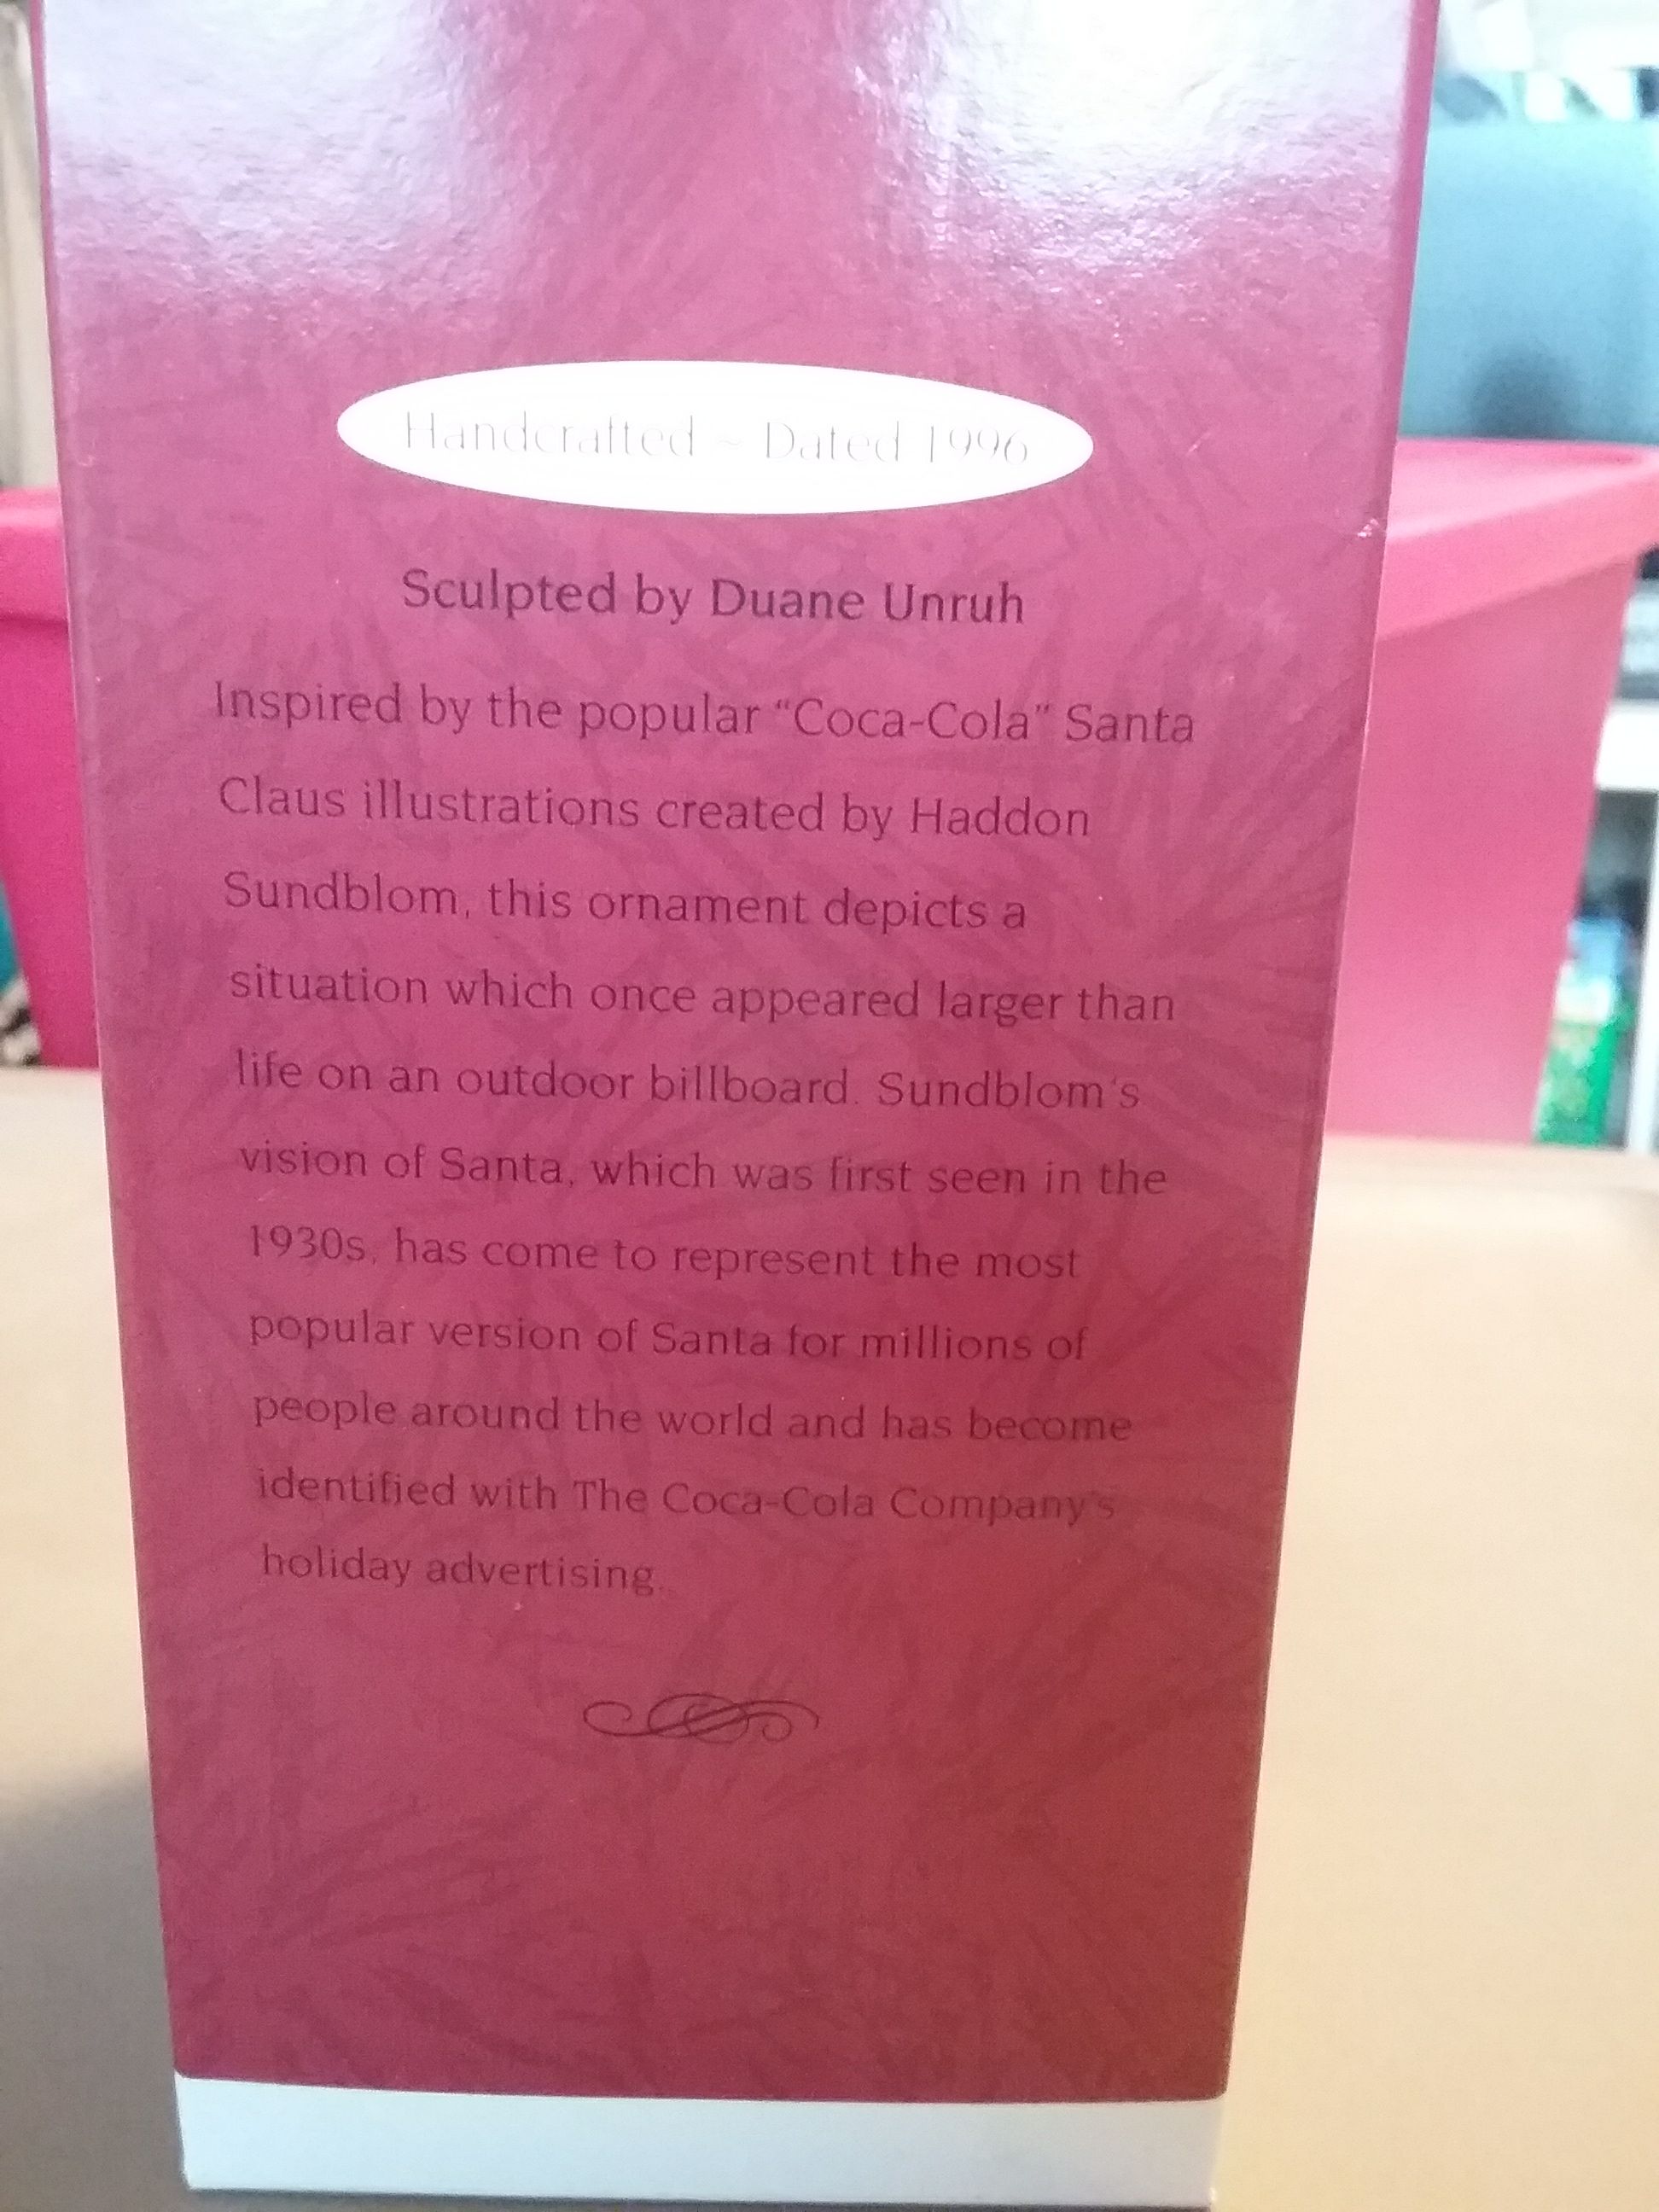 Handcrafted ~ Dated 1996
Sculpted by Duane Unruh
Inspired by the popular “Coca-Cola” Santa
Claus illustrations created by Haddon
Sundblom, this ornament depicts a
situation which once appeared larger than
life on an outdoor billboard. Sundblom's
vision of Santa, which was first seen in the
1930s, has come to represent the most
popular version of Santa for millions of
people around the world and has become
identified with The Coca-Cola Company's
holiday advertising.